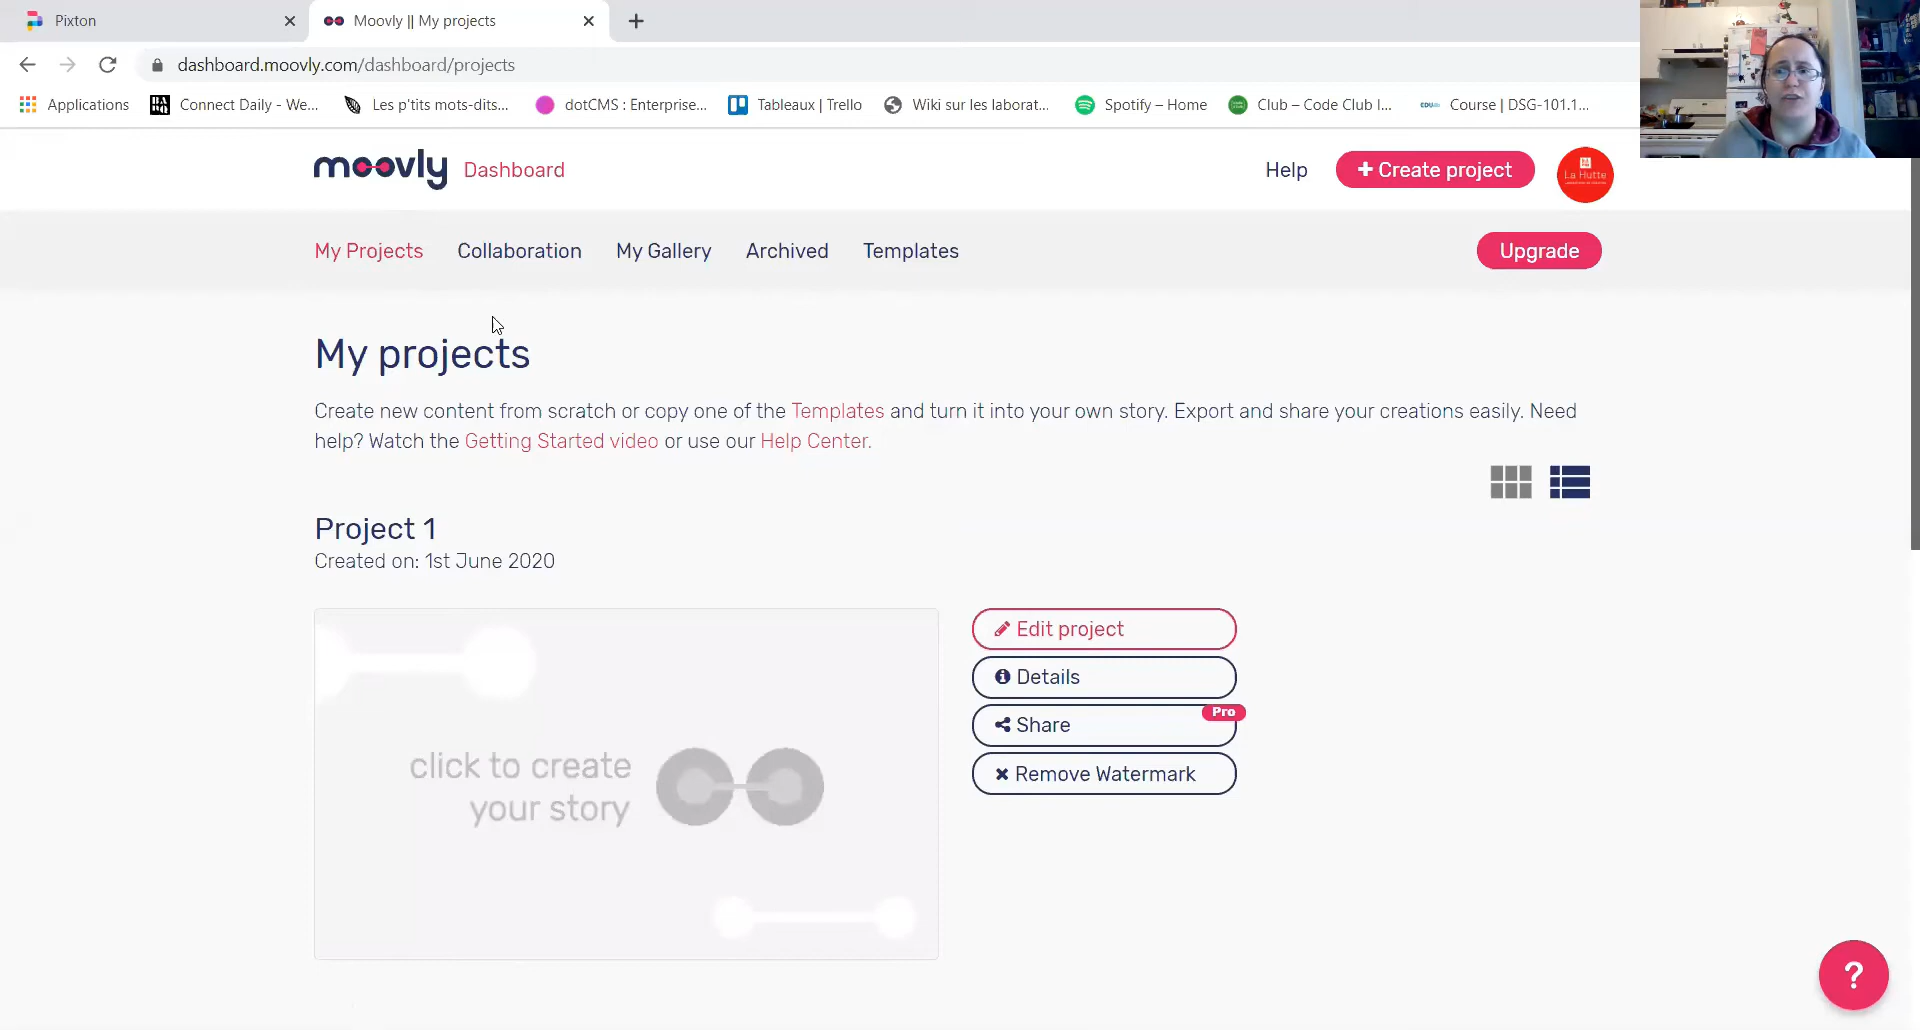 Pixton
Moovly || My projects
dashboard.moovly.com/dashboard/projects
Applications
Connect Daily - We...
Les p'tits mots-dits...
dotCMS : Enterprise...
Tableaux | Trello
Wiki sur les laborat...
Spotify – Home
Club – Code Club I...
Course | DSG-101.1...
moovly Dashboard
Help
+ Create project
La Hutte
My Projects
Collaboration
My Gallery
Archived
Templates
Upgrade
My projects
Create new content from scratch or copy one of the Templates and turn it into your own story. Export and share your creations easily. Need
help? Watch the Getting Started video or use our Help Center.
Project 1
Created on: 1st June 2020
click to create
your story
Edit project
Details
Pro
Share
Remove Watermark
?